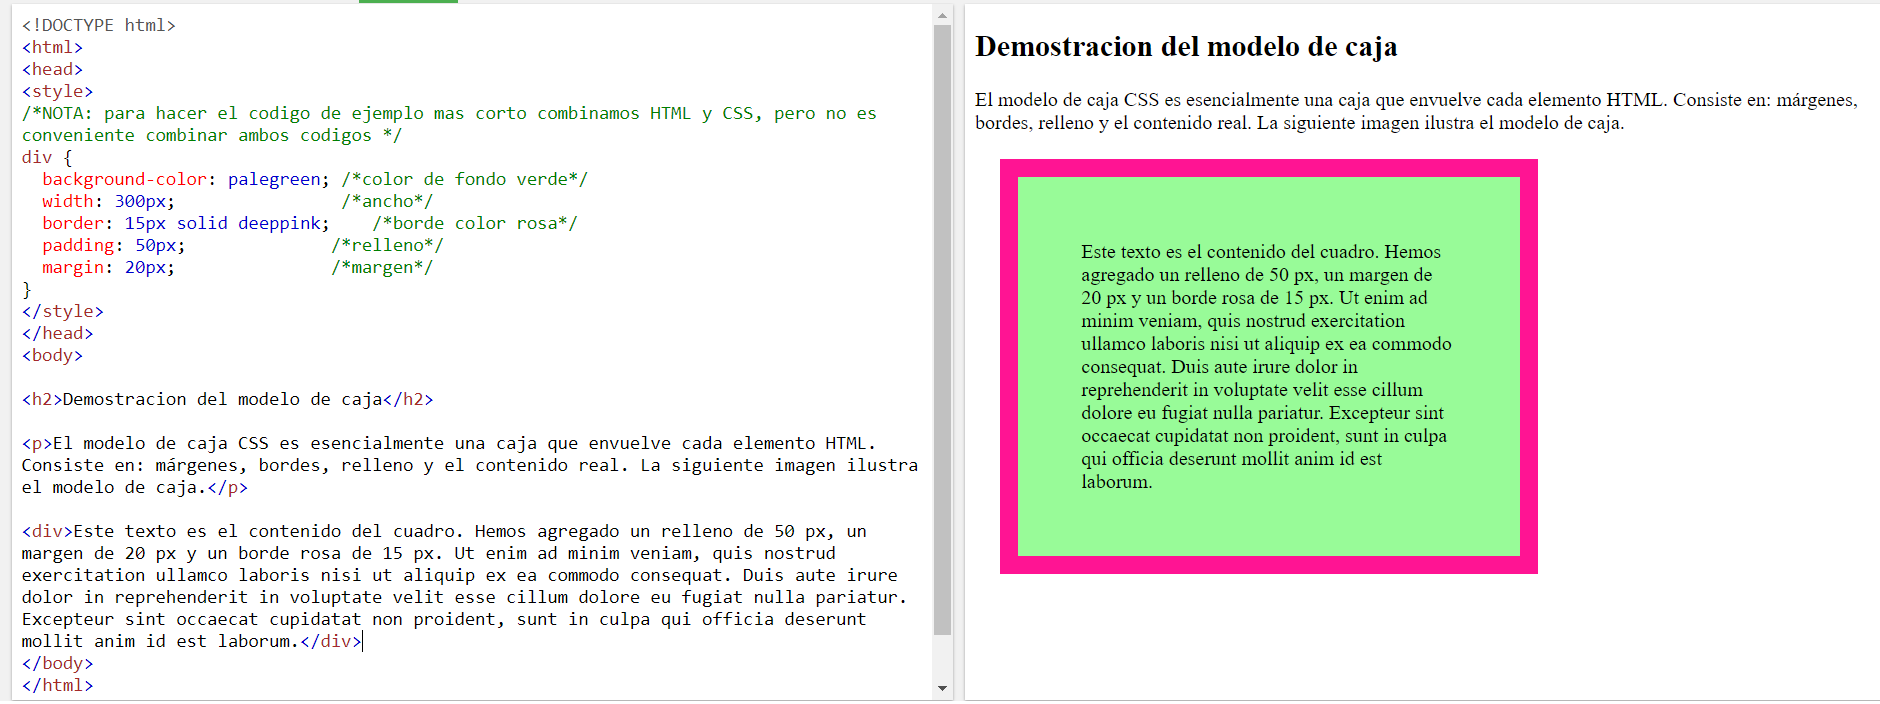 <!DOCTYPE html>
<html>
<head>
<style>
/*NOTA: para hacer el codigo de ejemplo mas corto combinamos HTML y CSS, pero no es
conveniente combinar ambos codigos */
div {
  background-color: palegreen; /*color de fondo verde*/
  width: 300px;                /*ancho*/
  border: 15px solid deeppink;    /*borde color rosa*/
  padding: 50px;              /*relleno*/
  margin: 20px;               /*margen*/
}
</style>
</head>
<body>

<h2>Demostracion del modelo de caja</h2>

<p>El modelo de caja CSS es esencialmente una caja que envuelve cada elemento HTML.
Consiste en: márgenes, bordes, relleno y el contenido real. La siguiente imagen ilustra
el modelo de caja.</p>

<div>Este texto es el contenido del cuadro. Hemos agregado un relleno de 50 px, un
margen de 20 px y un borde rosa de 15 px. Ut enim ad minim veniam, quis nostrud
exercitation ullamco laboris nisi ut aliquip ex ea commodo consequat. Duis aute irure
dolor in reprehenderit in voluptate velit esse cillum dolore eu fugiat nulla pariatur.
Excepteur sint occaecat cupidatat non proident, sunt in culpa qui officia deserunt
mollit anim id est laborum.</div>
</body>
</html>
Demostracion del modelo de caja
El modelo de caja CSS es esencialmente una caja que envuelve cada elemento HTML. Consiste en: márgenes,
bordes, relleno y el contenido real. La siguiente imagen ilustra el modelo de caja.
Este texto es el contenido del cuadro. Hemos
agregado un relleno de 50 px, un margen de
20 px y un borde rosa de 15 px. Ut enim ad
minim veniam, quis nostrud exercitation
ullamco laboris nisi ut aliquip ex ea commodo
consequat. Duis aute irure dolor in
reprehenderit in voluptate velit esse cillum
dolore eu fugiat nulla pariatur. Excepteur sint
occaecat cupidatat non proident, sunt in culpa
qui officia deserunt mollit anim id est
laborum.